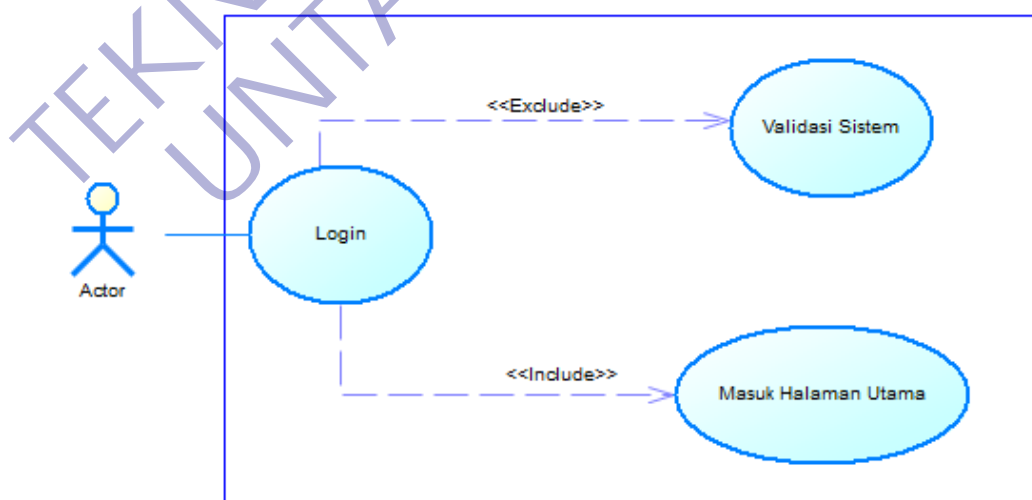 <<Exclude>>
Validasi Sistem
Login
Actor
<<Include>>
Masuk Halaman Utama